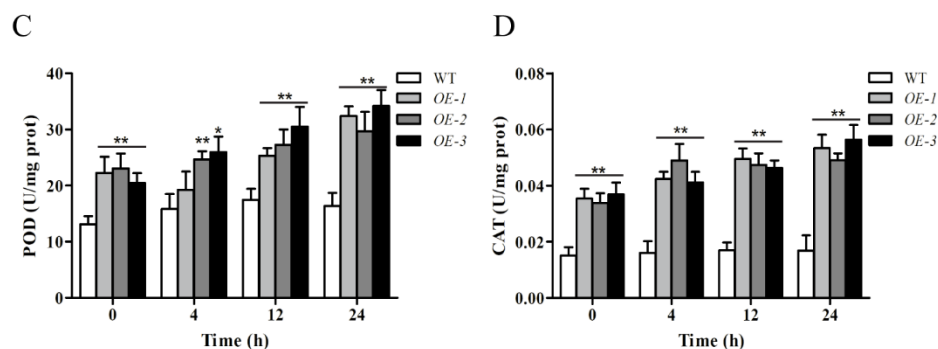 C
POD (U/mg prot)
40
30
20
10
0
**
** *
**
**
0 4 12 24
Time (h)
WT
OE-1
OE-2
OE-3
D
CAT (U/mg prot)
0.08
0.06
0.04
0.02
0.00
**
**
**
**
0 4 12 24
Time (h)
WT
OE-1
OE-2
OE-3